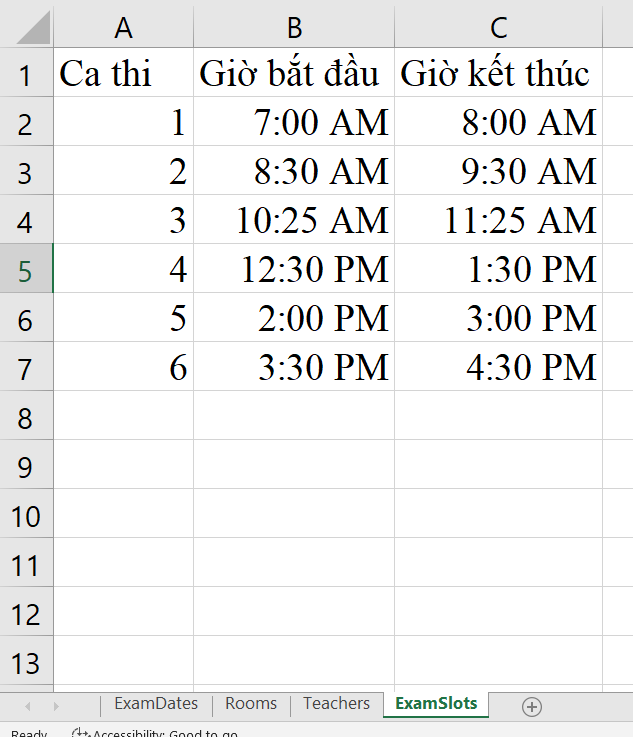 A B C
1 Ca thi Giờ bắt đầu Giờ kết thúc
2 1 7:00 AM 8:00 AM
3 2 8:30 AM 9:30 AM
4 3 10:25 AM 11:25 AM
5 4 12:30 PM 1:30 PM
6 5 2:00 PM 3:00 PM
7 6 3:30 PM 4:30 PM
8
9
10
11
12
13
ExamDates Rooms Teachers ExamSlots
Ready Accessibility: Good to go